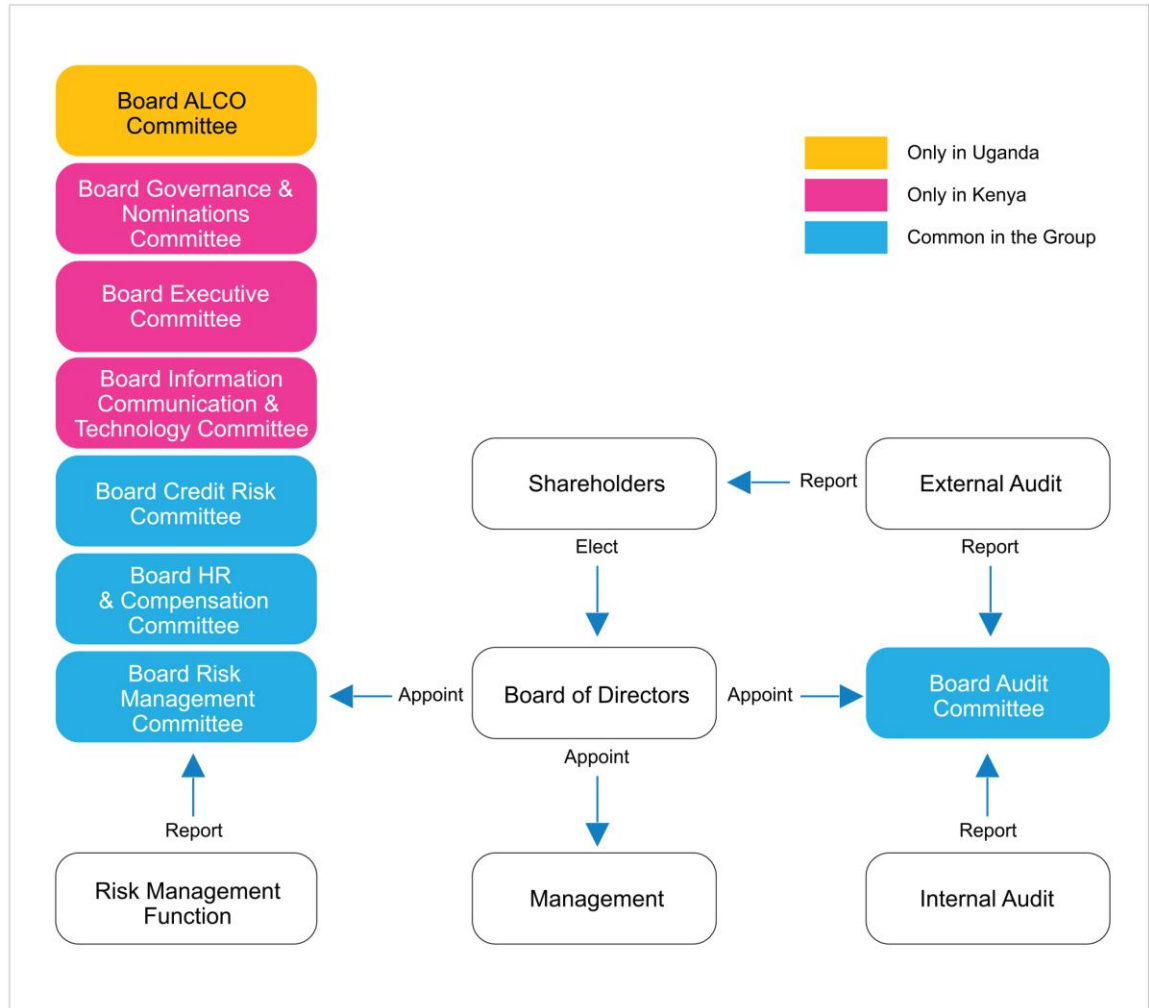 Board ALCO
Committee
Board Governance &
Nominations
Committee
Board Executive
Committee
Board Information
Communication &
Technology Committee
Board Credit Risk
Committee
Board HR
& Compensation
Committee
Board Risk
Management
Committee
Report
Risk Management
Function
Only in Uganda
Only in Kenya
Common in the Group
Shareholders
Report
External Audit
Elect
Report
Appoint
Board of Directors
Appoint
Board Audit
Committee
Appoint
Report
Management
Internal Audit